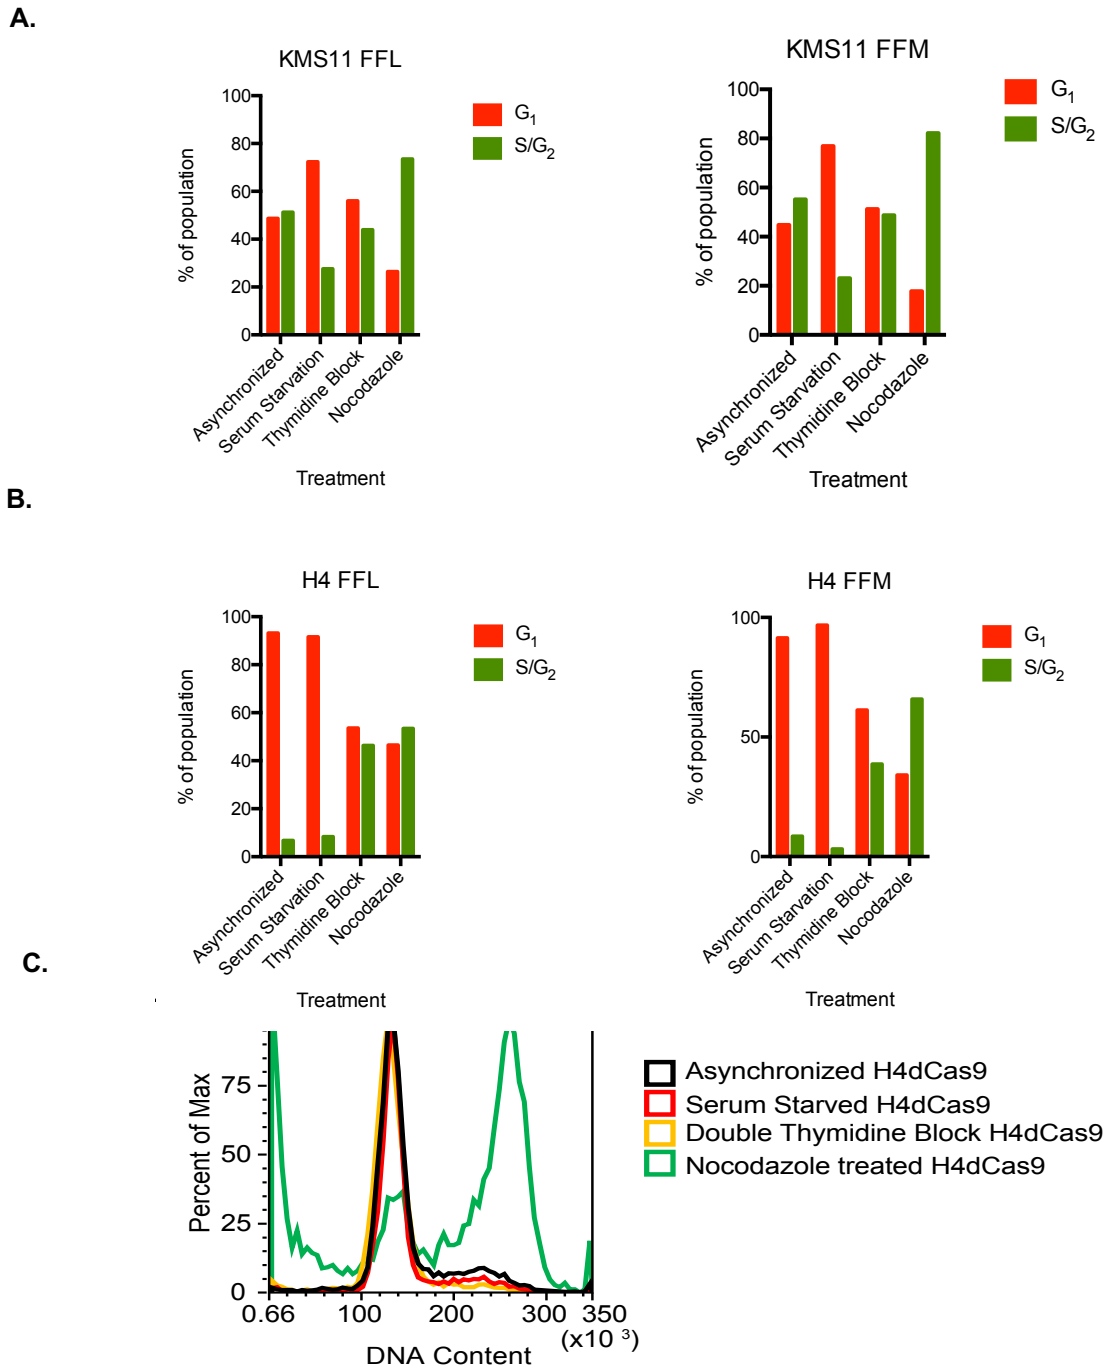 A.
KMS11 FFL
G1
S/G2
100
80
60
40
20
0
% of population
Asynchronized
Serum Starvation
Thymidine Block
Nocodazole
Treatment
KMS11 FFM
G1
S/G2
100
80
60
40
20
0
% of population
Asynchronized
Serum Starvation
Thymidine Block
Nocodazole
Treatment
B.
H4 FFL
G1
S/G2
100
80
60
40
20
0
% of population
Asynchronized
Serum Starvation
Thymidine Block
Nocodazole
Treatment
H4 FFM
G1
S/G2
100
50
0
% of population
Asynchronized
Serum Starvation
Thymidine Block
Nocodazole
Treatment
C.
75
50
25
0
Percent of Max
0.66 100 200 300 350
(x10 3)
DNA Content
Asynchronized H4dCas9
Serum Starved H4dCas9
Double Thymidine Block H4dCas9
Nocodazole treated H4dCas9